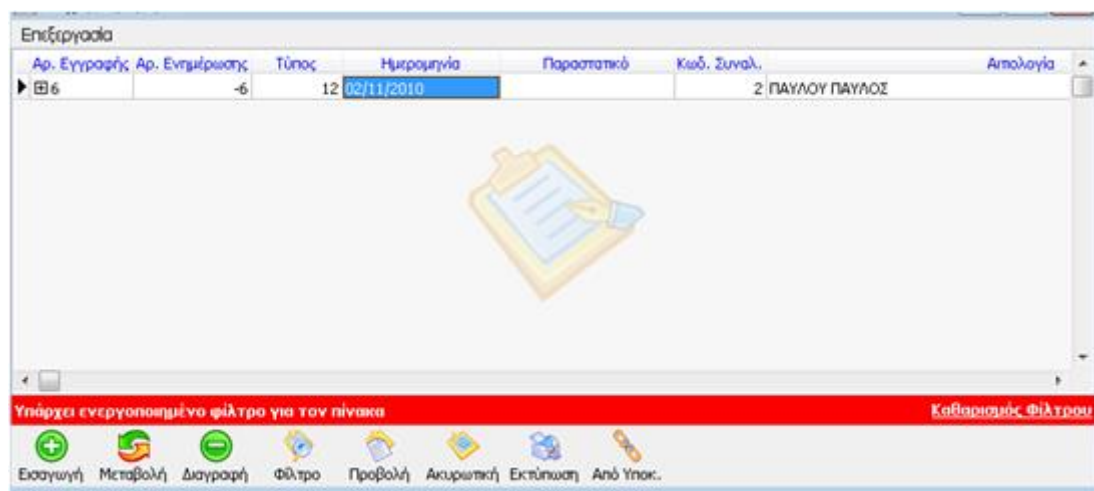 Επεξεργασία
Αρ. Εγγραφής Αρ. Ενημέρωσης Τύπος Ημερομηνία Παραστατικό Κωδ. Συναλ. Αιτιολογία
6 -6 12 02/11/2010 2 ΠΑΥΛΟΥ ΠΑΥΛΟΣ
Υπάρχει ενεργοποιημένο φίλτρο για τον πίνακα Καθαρισμός Φίλτρου
Εισαγωγή Μεταβολή Διαγραφή Φίλτρο Προβολή Ακυρωτική Εκτύπωση Από Υποκ.